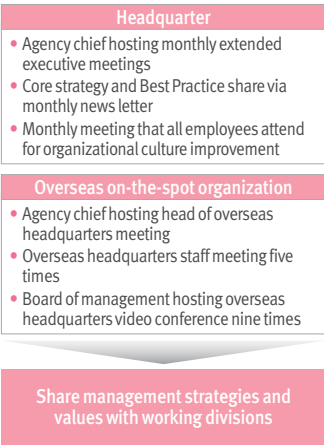 Headquarter
• Agency chief hosting monthly extended
executive meetings
• Core strategy and Best Practice share via
monthly news letter
• Monthly meeting that all employees attend
for organizational culture improvement
Overseas on-the-spot organization
• Agency chief hosting head of overseas
headquarters meeting
• Overseas headquarters staff meeting five
times
• Board of management hosting overseas
headquarters video conference nine times
Share management strategies and
values with working divisions